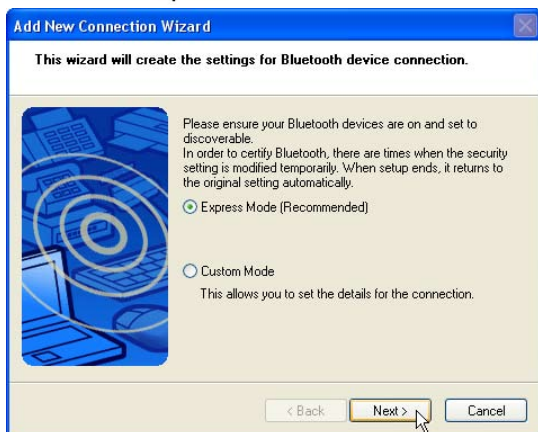 Add New Connection Wizard
This wizard will create the settings for Bluetooth device connection.
Please ensure your Bluetooth devices are on and set to
discoverable.
In order to certify Bluetooth, there are times when the security
setting is modified temporarily. When setup ends, it returns to
the original setting automatically.
Express Mode (Recommended)
Custom Mode
This allows you to set the details for the connection.
< Back Next > Cancel